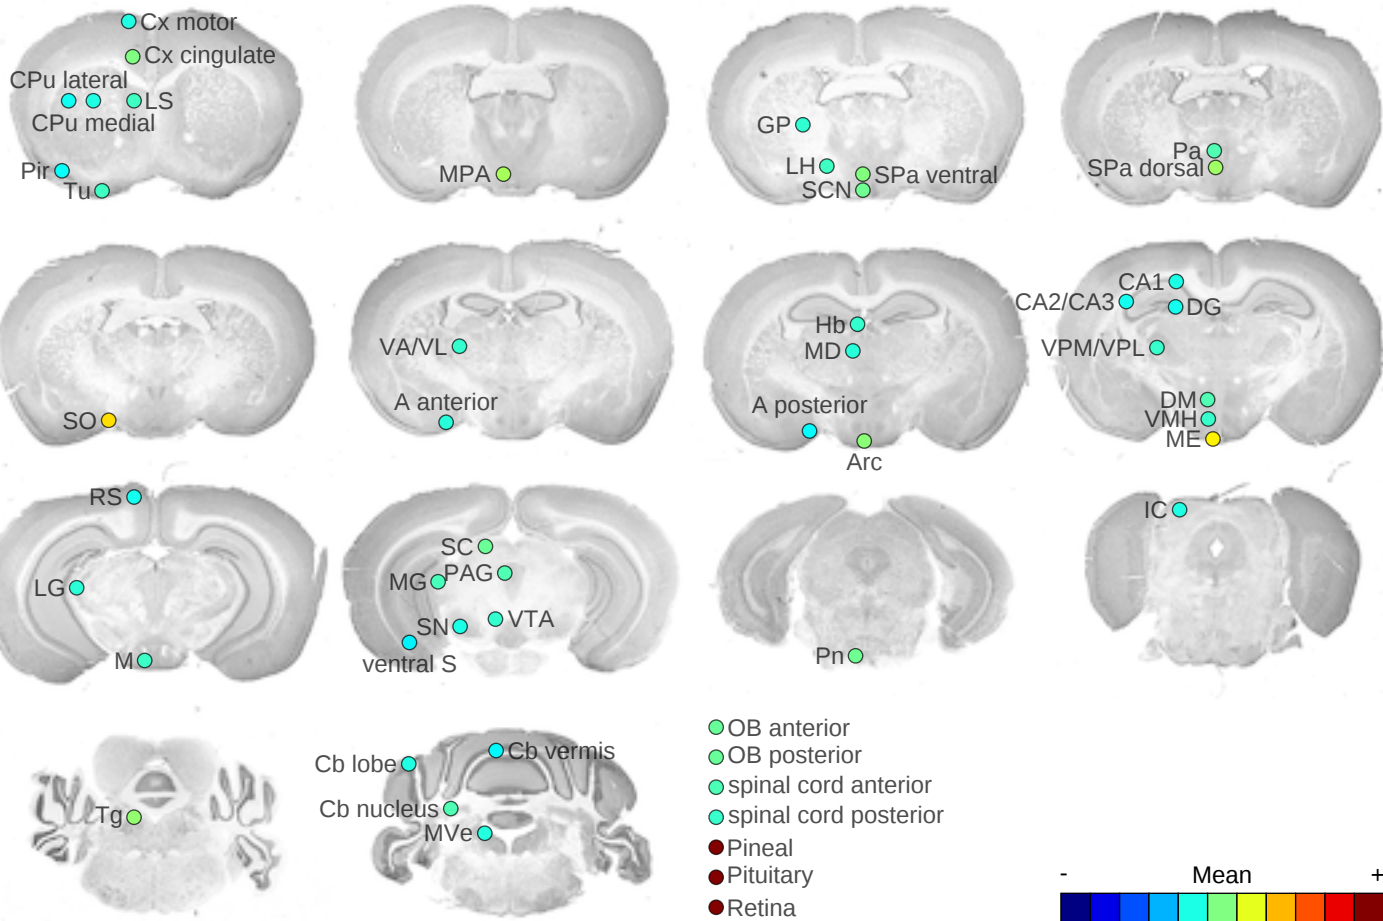 Cx motor
Cx cingulate
CPu lateral
LS
CPu medial
Pir
Tu
MPA
GP
LH
SPa ventral
SCN
Pa
SPa dorsal
SO
VA/VL
A anterior
Hb
MD
A posterior
Arc
CA1
CA2/CA3
DG
VPM/VPL
DM
VMH
ME
RS
LG
M
SC
PAG
MG
VTA
SN
ventral S
Pn
IC
Tg
Cb lobe
Cb vermis
Cb nucleus
MVe
OB anterior
OB posterior
spinal cord anterior
spinal cord posterior
Pineal
Pituitary
Retina
- Mean +